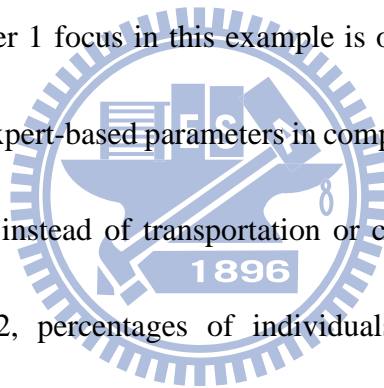 er 1 focus in this example is o
xpert-based parameters in comp
E S
instead of transportation or c
1896
2, percentages of individuals